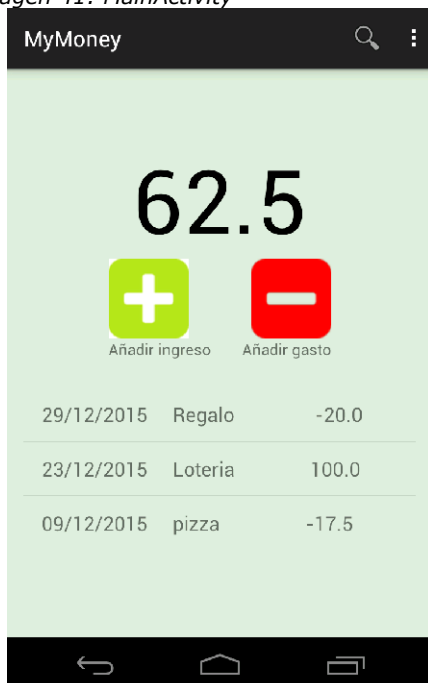 MyMoney
62.5
Añadir ingreso Añadir gasto
29/12/2015 Regalo -20.0
23/12/2015 Loteria 100.0
09/12/2015 pizza -17.5